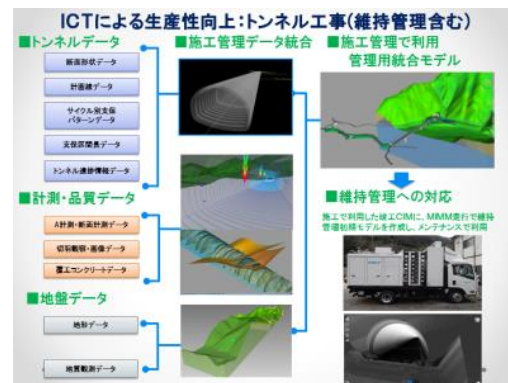 ICTによる生産性向上：トンネル工事(維持管理含む)
■トンネルデータ
断面形状データ
計画線データ
サイクル別支保
パターンデータ
支保区間長データ
トンネル進捗情報データ
■計測・品質データ
A計測・断面計測データ
切羽観察・画像データ
覆工コンクリートデータ
■地盤データ
地形データ
地質観測データ
■施工管理データ統合
■施工管理で利用
管理用統合モデル
■維持管理への対応
施工で利用した竣工CIMに、MIMM走行で維持
管理初期モデルを作成し、メンテナンスで利用